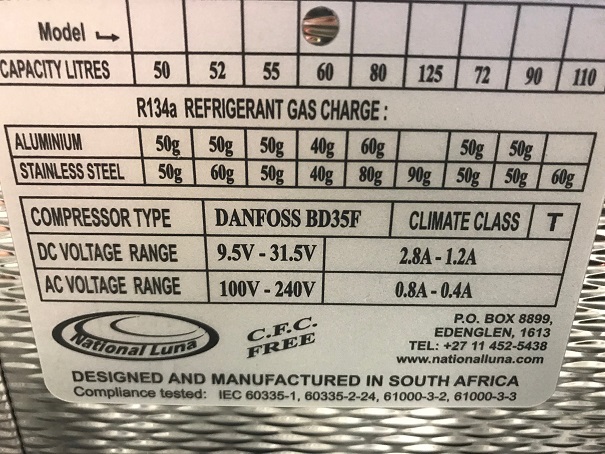 Model
CAPACITY LITRES 50 52 55 60 80 125 72 90 110
R134a REFRIGERANT GAS CHARGE:
ALUMINIUM 50g 50g 50g 40g 60g 50g 50g
STAINLESS STEEL 50g 60g 50g 40g 80g 90g 50g 50g 60g
COMPRESSOR TYPE DANFOSS BD35F CLIMATE CLASS T
DC VOLTAGE RANGE 9.5V - 31.5V 2.8A - 1.2A
AC VOLTAGE RANGE 100V - 240V 0.8A - 0.4A
National Luna
C.F.C.
FREE
P.O. BOX 8899,
EDENGLEN, 1613
TEL: +27 11 452-5438
www.nationalluna.com
DESIGNED AND MANUFACTURED IN SOUTH AFRICA
Compliance tested: IEC 60335-1, 60335-2-24, 61000-3-2, 61000-3-3